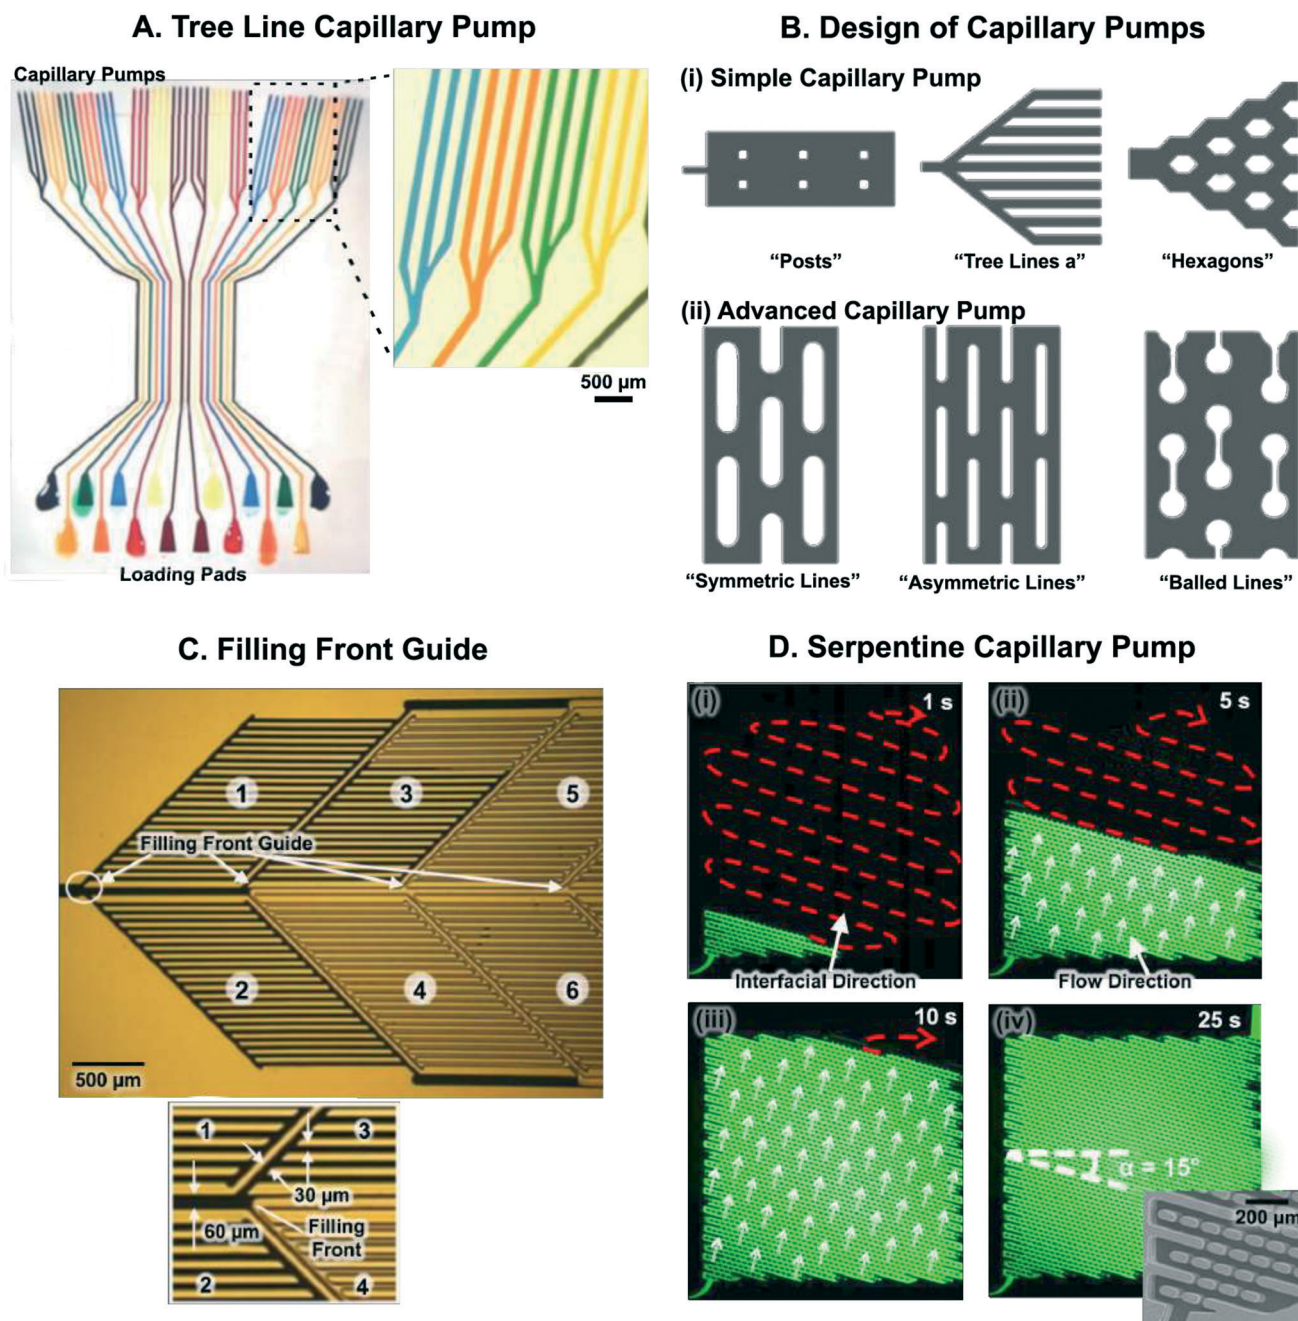 A. Tree Line Capillary Pump
Capillary Pumps
500 µm
Loading Pads
B. Design of Capillary Pumps
(i) Simple Capillary Pump
“Posts”
“Tree Lines a”
“Hexagons”
(ii) Advanced Capillary Pump
“Symmetric Lines”
“Asymmetric Lines”
“Balled Lines”
C. Filling Front Guide
1
3
5
Filling Front Guide
2
4
6
500 µm
1
3
30 µm
60 µm
Filling
Front
2
4
D. Serpentine Capillary Pump
(i)
1 s
Interfacial Direction
(ii)
5 s
Flow Direction
(iii)
10 s
(iv)
25 s
α = 15°
200 µm